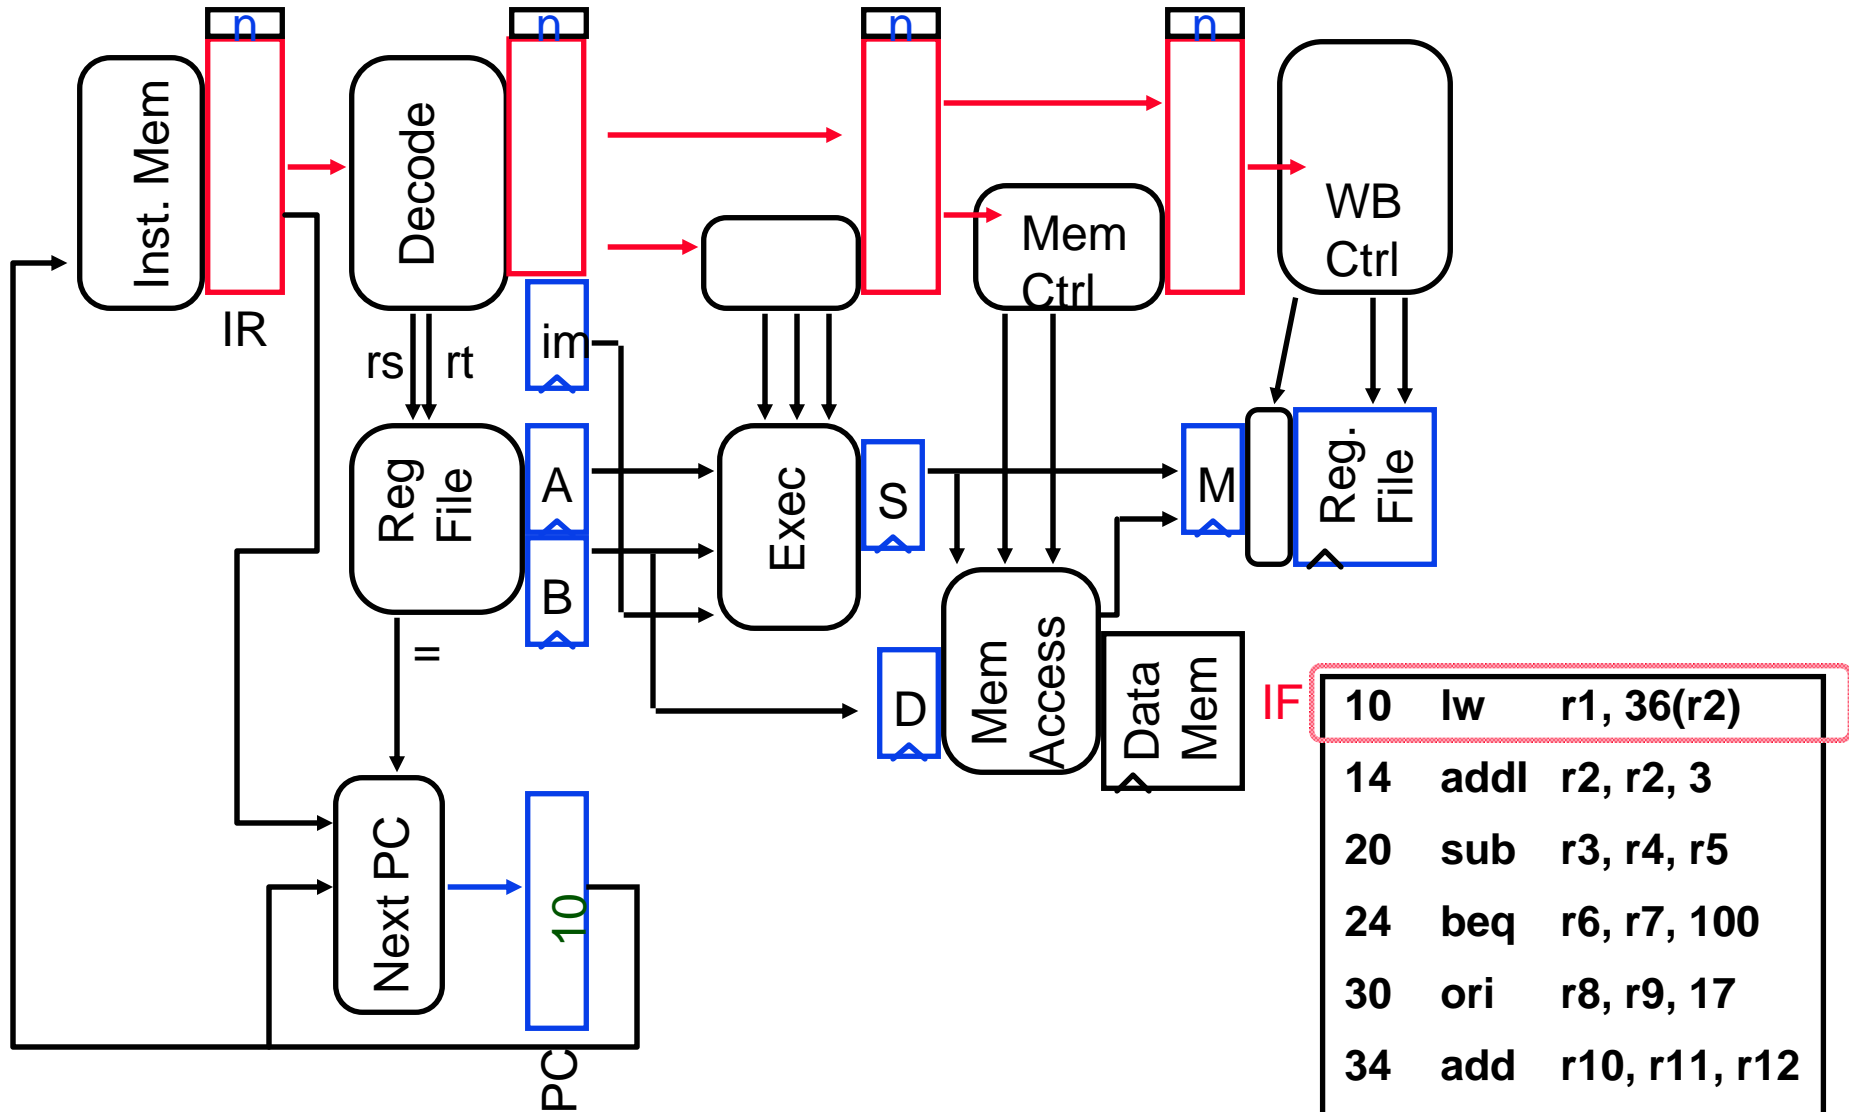 n
n
n
n
Inst. Mem
Decode
Mem
Ctrl
WB
Ctrl
IR
rs
rt
im
Reg
File
A
B
Exec
S
M
Reg.
File
=
D
Mem
Access
Data
Mem
Next PC
10
PC
IF
10 lw r1, 36(r2)
14 addI r2, r2, 3
20 sub r3, r4, r5
24 beq r6, r7, 100
30 ori r8, r9, 17
34 add r10, r11, r12